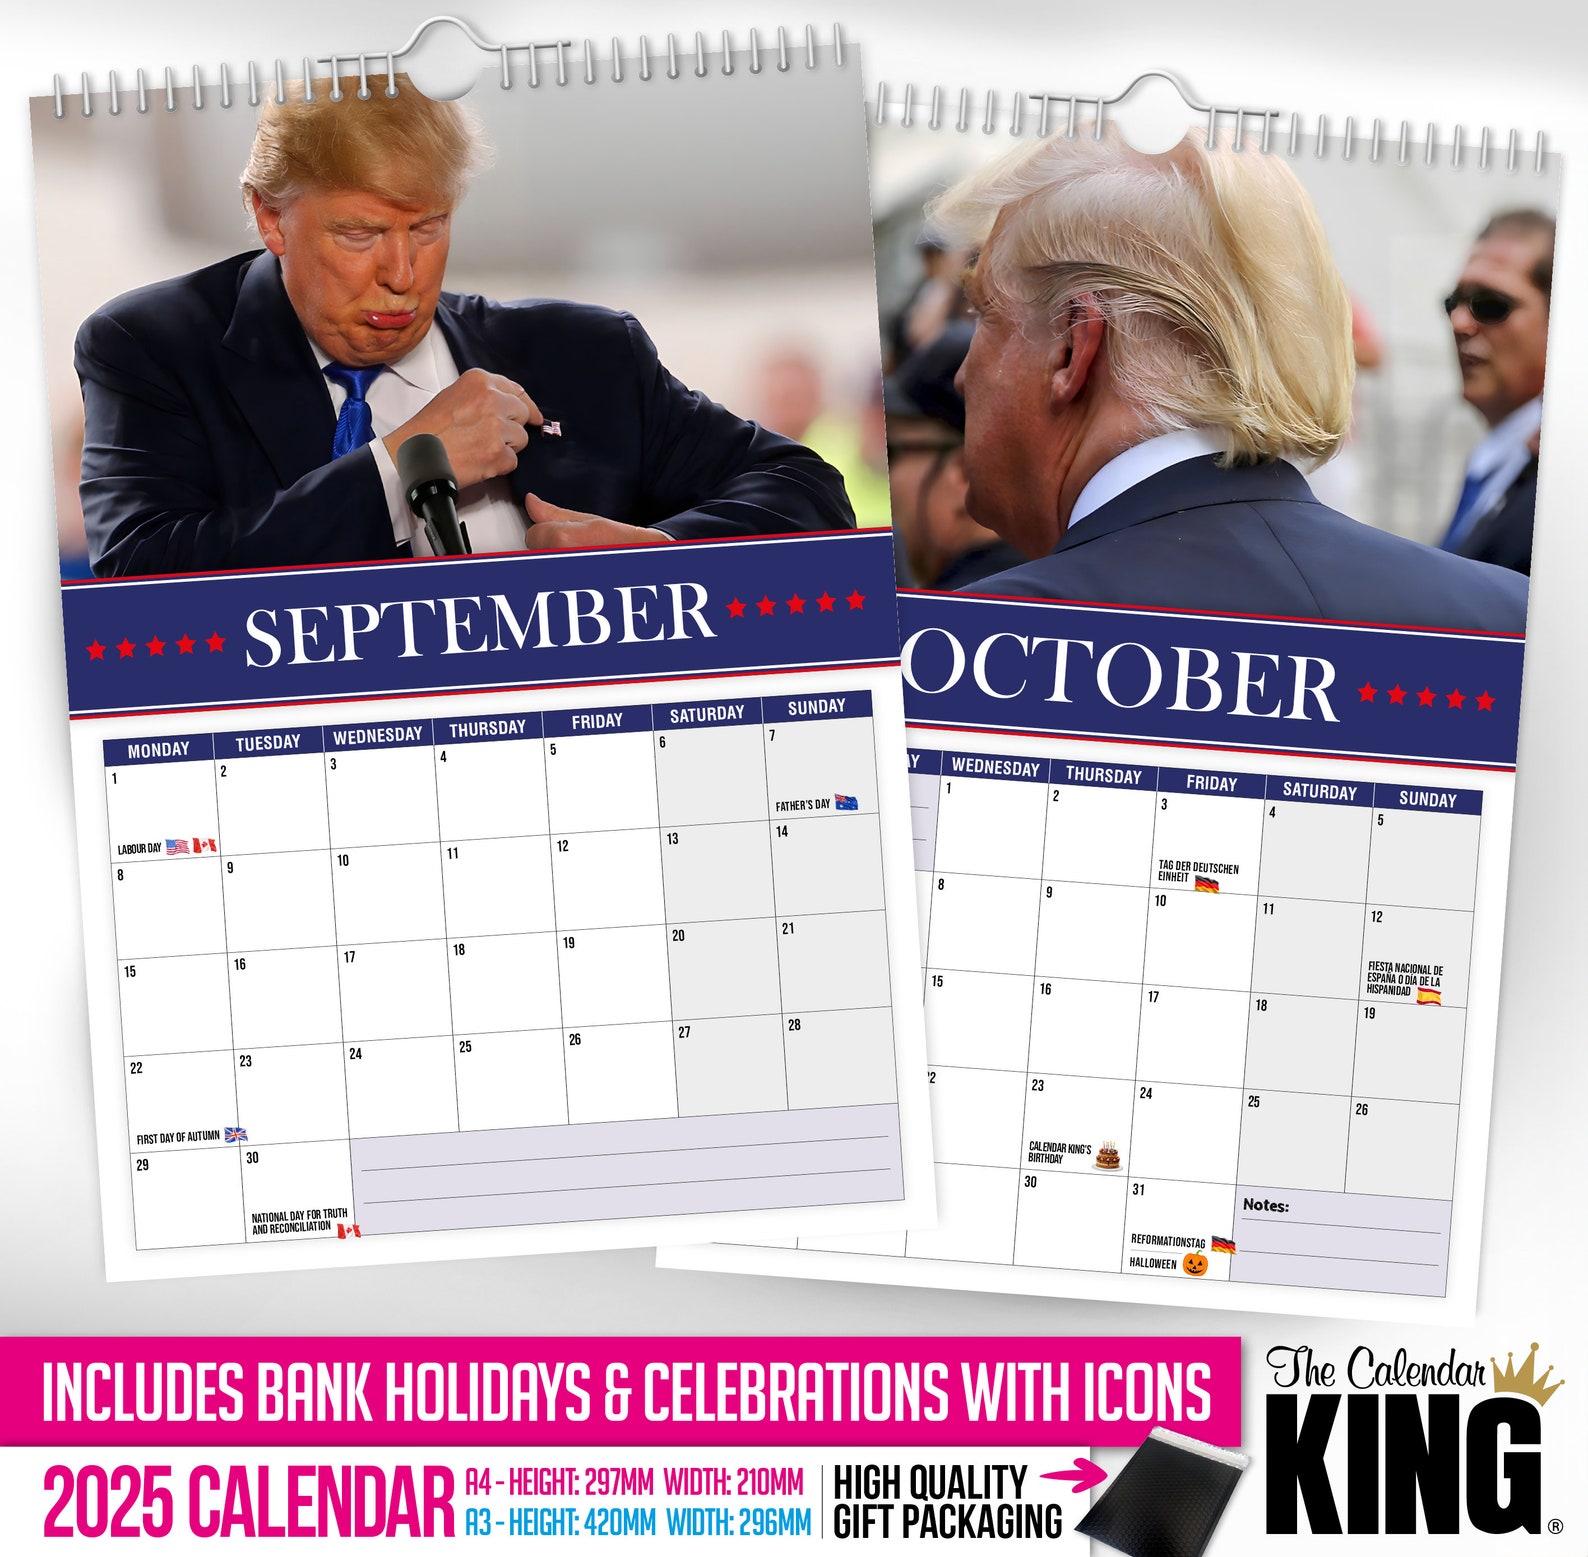 SEPTEMBER
MONDAY TUESDAY WEDNESDAY THURSDAY FRIDAY SATURDAY SUNDAY
1 2 3 4 5 6 7
LABOUR DAY
FATHER'S DAY
8 9 10 11 12 13 14
15 16 17 18 19 20 21
22 23 24 25 26 27 28
FIRST DAY OF AUTUMN
29 30
NATIONAL DAY FOR TRUTH
AND RECONCILIATION
OCTOBER
AY WEDNESDAY THURSDAY FRIDAY SATURDAY SUNDAY
1 2 3 4 5
TAG DER DEUTSCHEN
EINHEIT
8 9 10 11 12
FIESTA NACIONAL DE
ESPAÑA O DÍA DE LA
HISPANIDAD
15 16 17 18 19
22 23 24 25 26
CALENDAR KING'S
BIRTHDAY
30 31
REFORMATIONSTAG
HALLOWEEN
Notes:
INCLUDES BANK HOLIDAYS & CELEBRATIONS WITH ICONS
2025 CALENDAR
A4 - HEIGHT: 297MM WIDTH: 210MM
A3 - HEIGHT: 420MM WIDTH: 296MM
HIGH QUALITY
GIFT PACKAGING
The Calendar
KING®